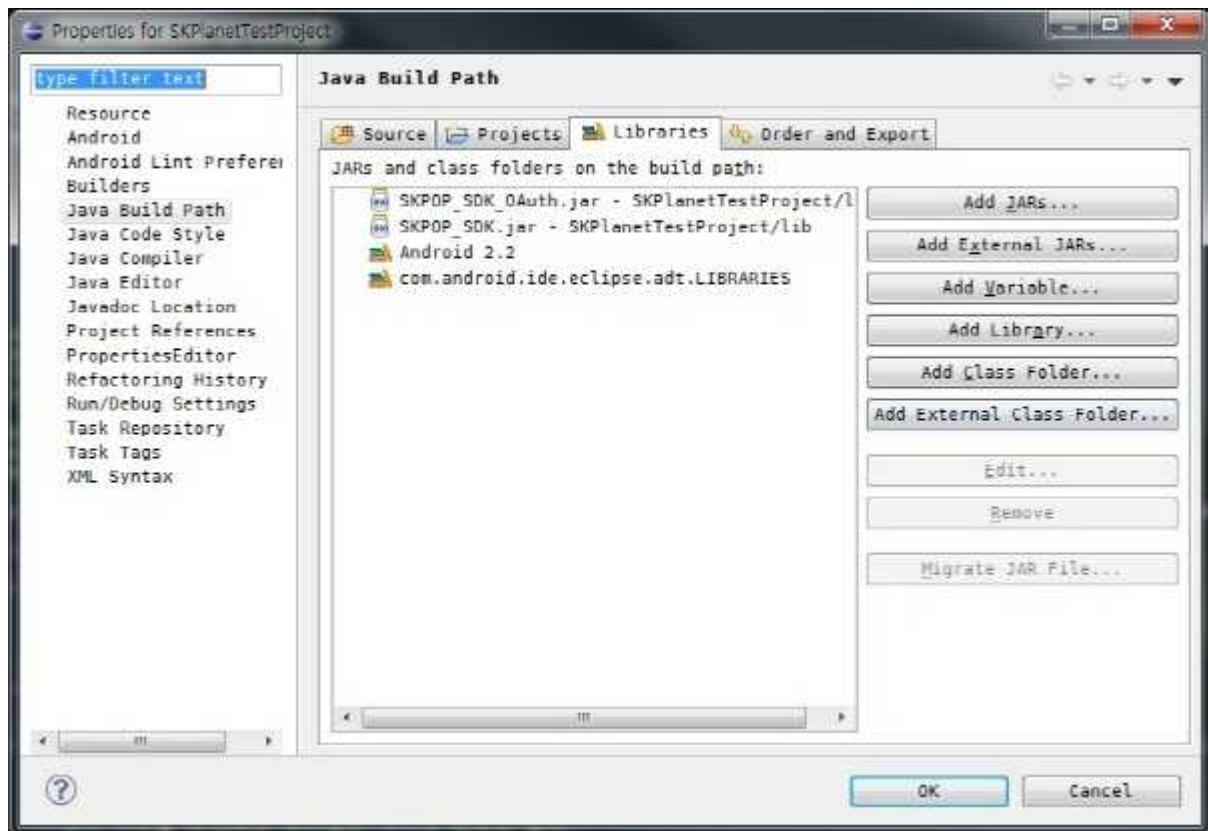 Properties for SKPlanetTestProject
type filter text
Resource
Android
Android Lint Preferen
Builders
Java Build Path
Java Code Style
Java Compiler
Java Editor
Javadoc Location
Project References
PropertiesEditor
Refactoring History
Run/Debug Settings
Task Repository
Task Tags
XML Syntax
Java Build Path
Source
Projects
Libraries
Order and Export
JARs and class folders on the build path:
SKPOP_SDK_OAuth.jar - SKPlanetTestProject/l
SKPOP_SDK.jar - SKPlanetTestProject/lib
Android 2.2
com.android.ide.eclipse.adt.LIBRARIES
Add JARs...
Add External JARs...
Add Variable...
Add Library...
Add Class Folder...
Add External Class Folder...
Edit...
Remove
Migrate JAR File...
OK
Cancel